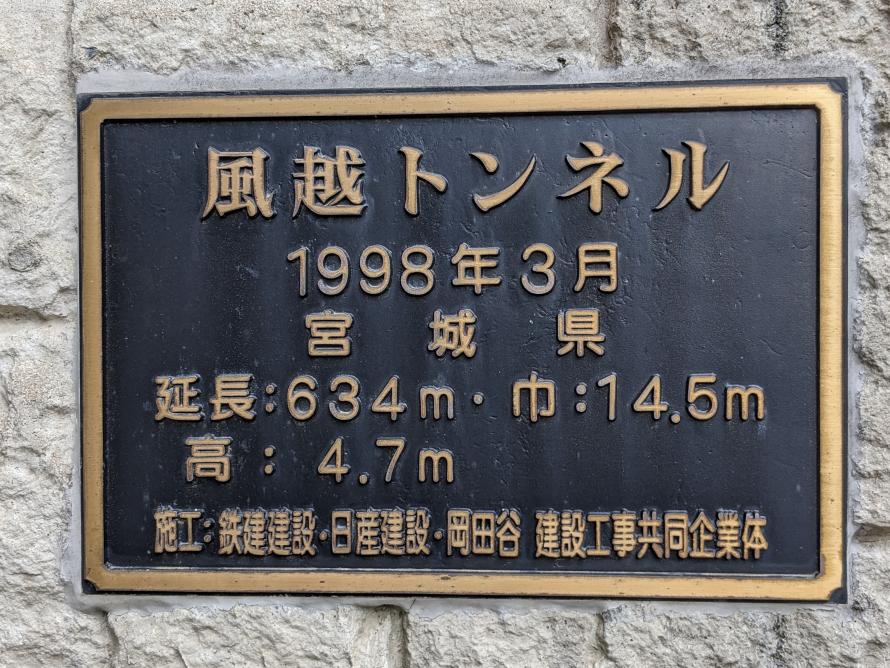 風越トンネル
1998年3月
宮城県
延長:634m・巾:14.5m
高:4.7m
施工:鉄建建設・日産建設・岡田谷 建設工事共同企業体